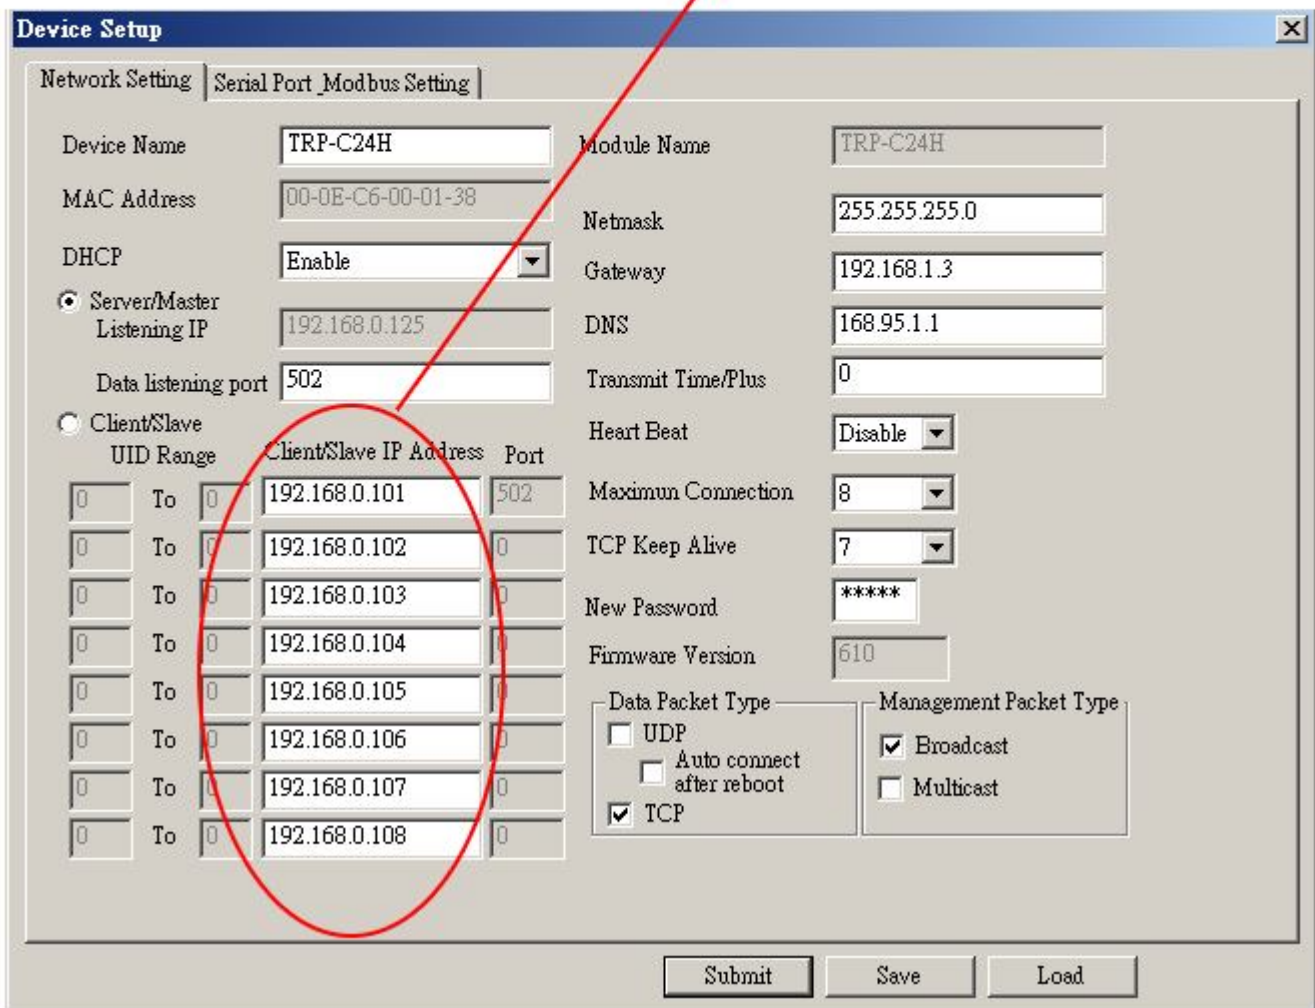 Device Setup
Network Setting Serial Port_Modbus Setting
Device Name TRP-C24H Module Name TRP-C24H
MAC Address 00-0E-C6-00-01-38
Netmask 255.255.255.0
DHCP Enable Gateway 192.168.1.3
Server/Master
Listening IP 192.168.0.125 DNS 168.95.1.1
Data listening port 502 Transmit Time/Plus 0
Client/Slave Heart Beat Disable
UID Range Client/Slave IP Address Port
0 To 0 192.168.0.101 502 Maximun Connection 8
0 To 0 192.168.0.102 0 TCP Keep Alive 7
0 To 0 192.168.0.103 0 New Password *****
0 To 0 192.168.0.104 0 Firmware Version 610
0 To 0 192.168.0.105 0 Data Packet Type Management Packet Type
0 To 0 192.168.0.106 0 UDP Broadcast
Auto connect
after reboot
0 To 0 192.168.0.107 0 Multicast
0 To 0 192.168.0.108 0 TCP
Submit Save Load